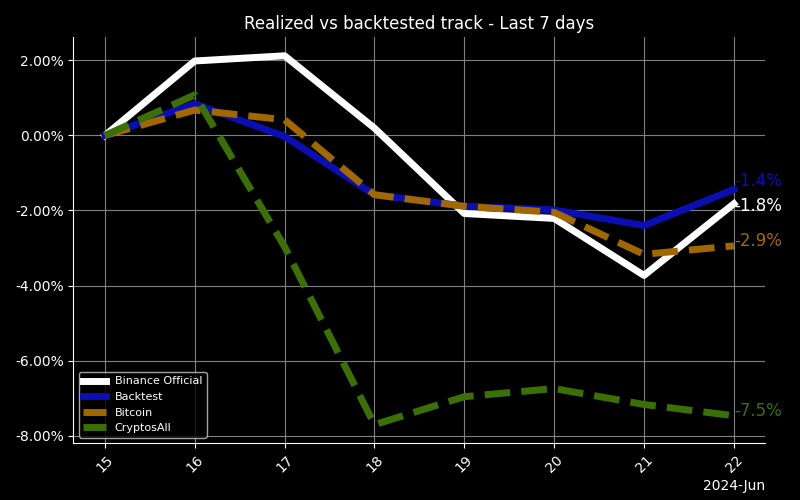 Realized vs backtested track - Last 7 days
2.00%
0.00%
-2.00%
-4.00%
-6.00%
-8.00%
-1.4%
-1.8%
-2.9%
-7.5%
Binance Official
Backtest
Bitcoin
CryptosAll
15 16 17 18 19 20 21 22
2024-Jun